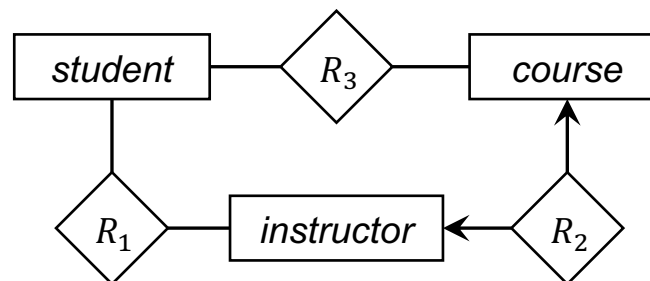 student
R₃
course
R₁
instructor
R₂